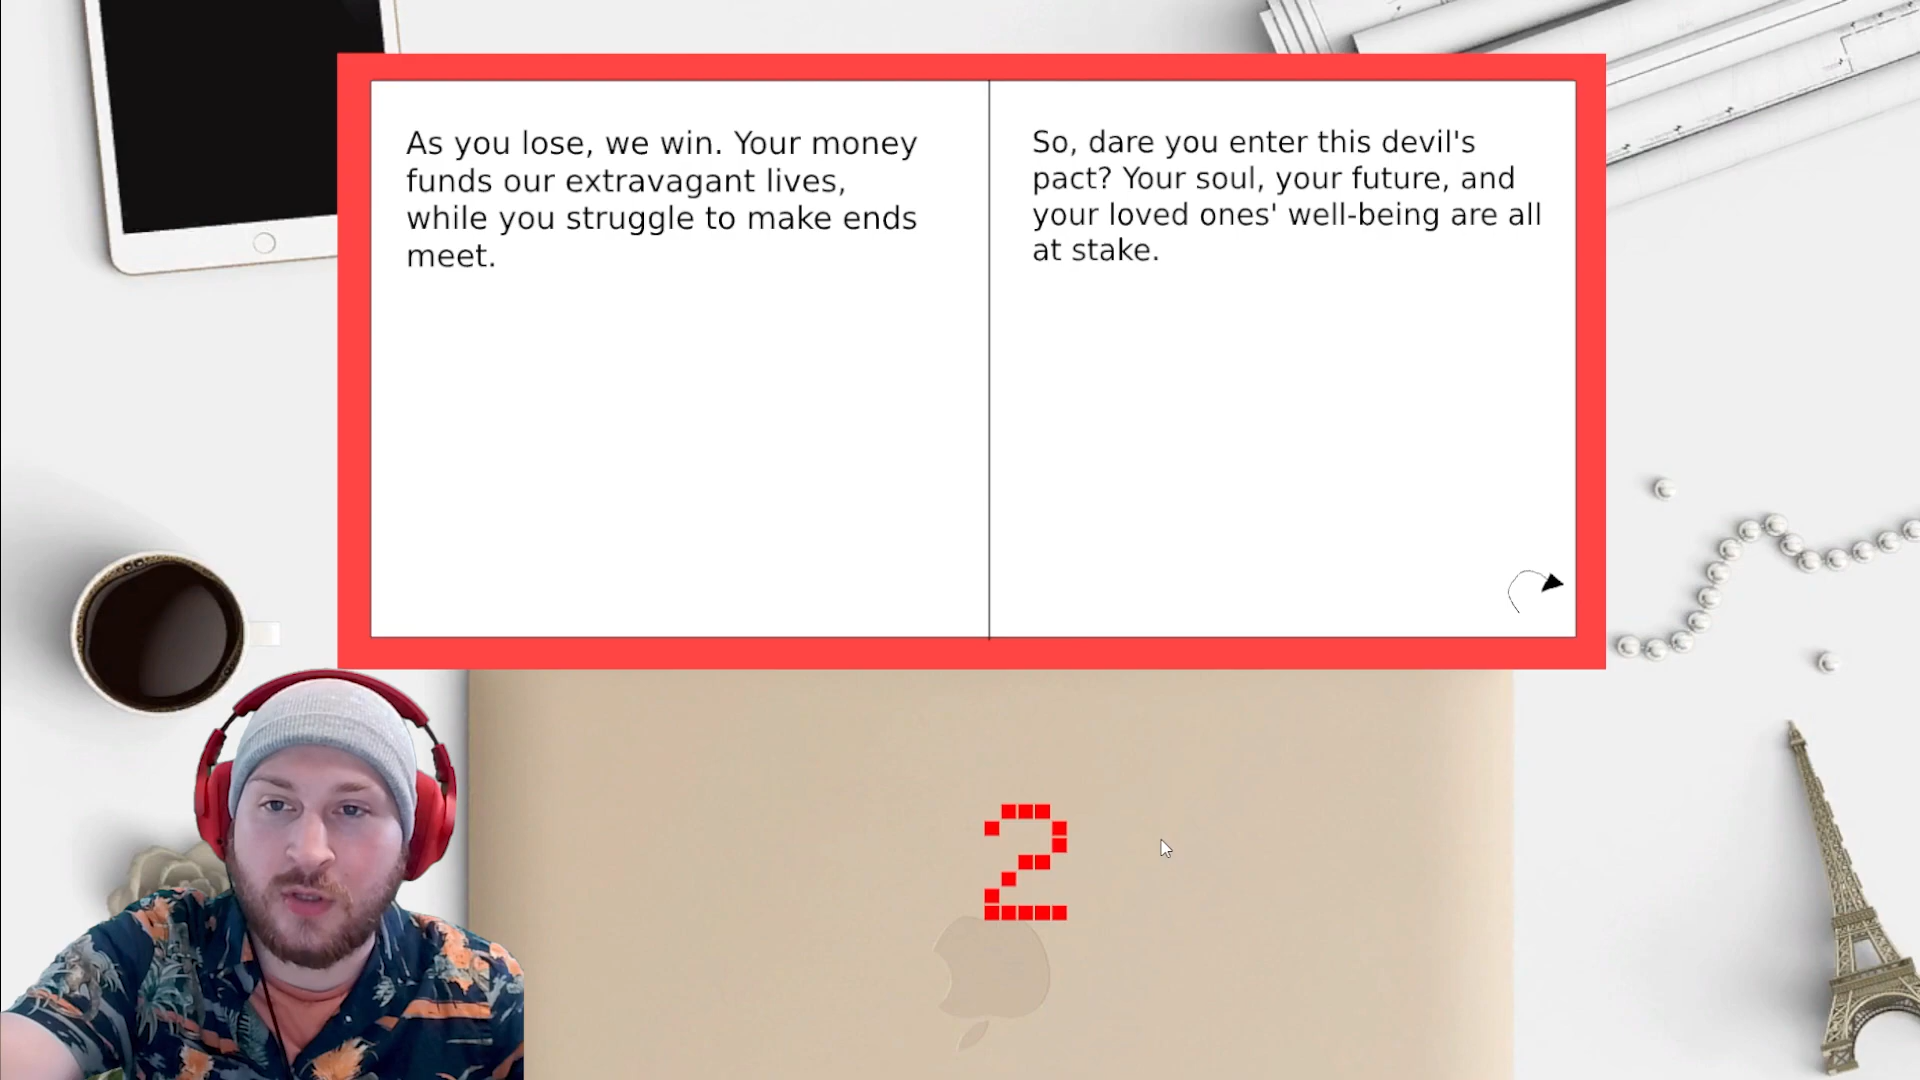 As you lose, we win. Your money
funds our extravagant lives,
while you struggle to make ends
meet.
So, dare you enter this devil's
pact? Your soul, your future, and
your loved ones' well-being are all
at stake.
2